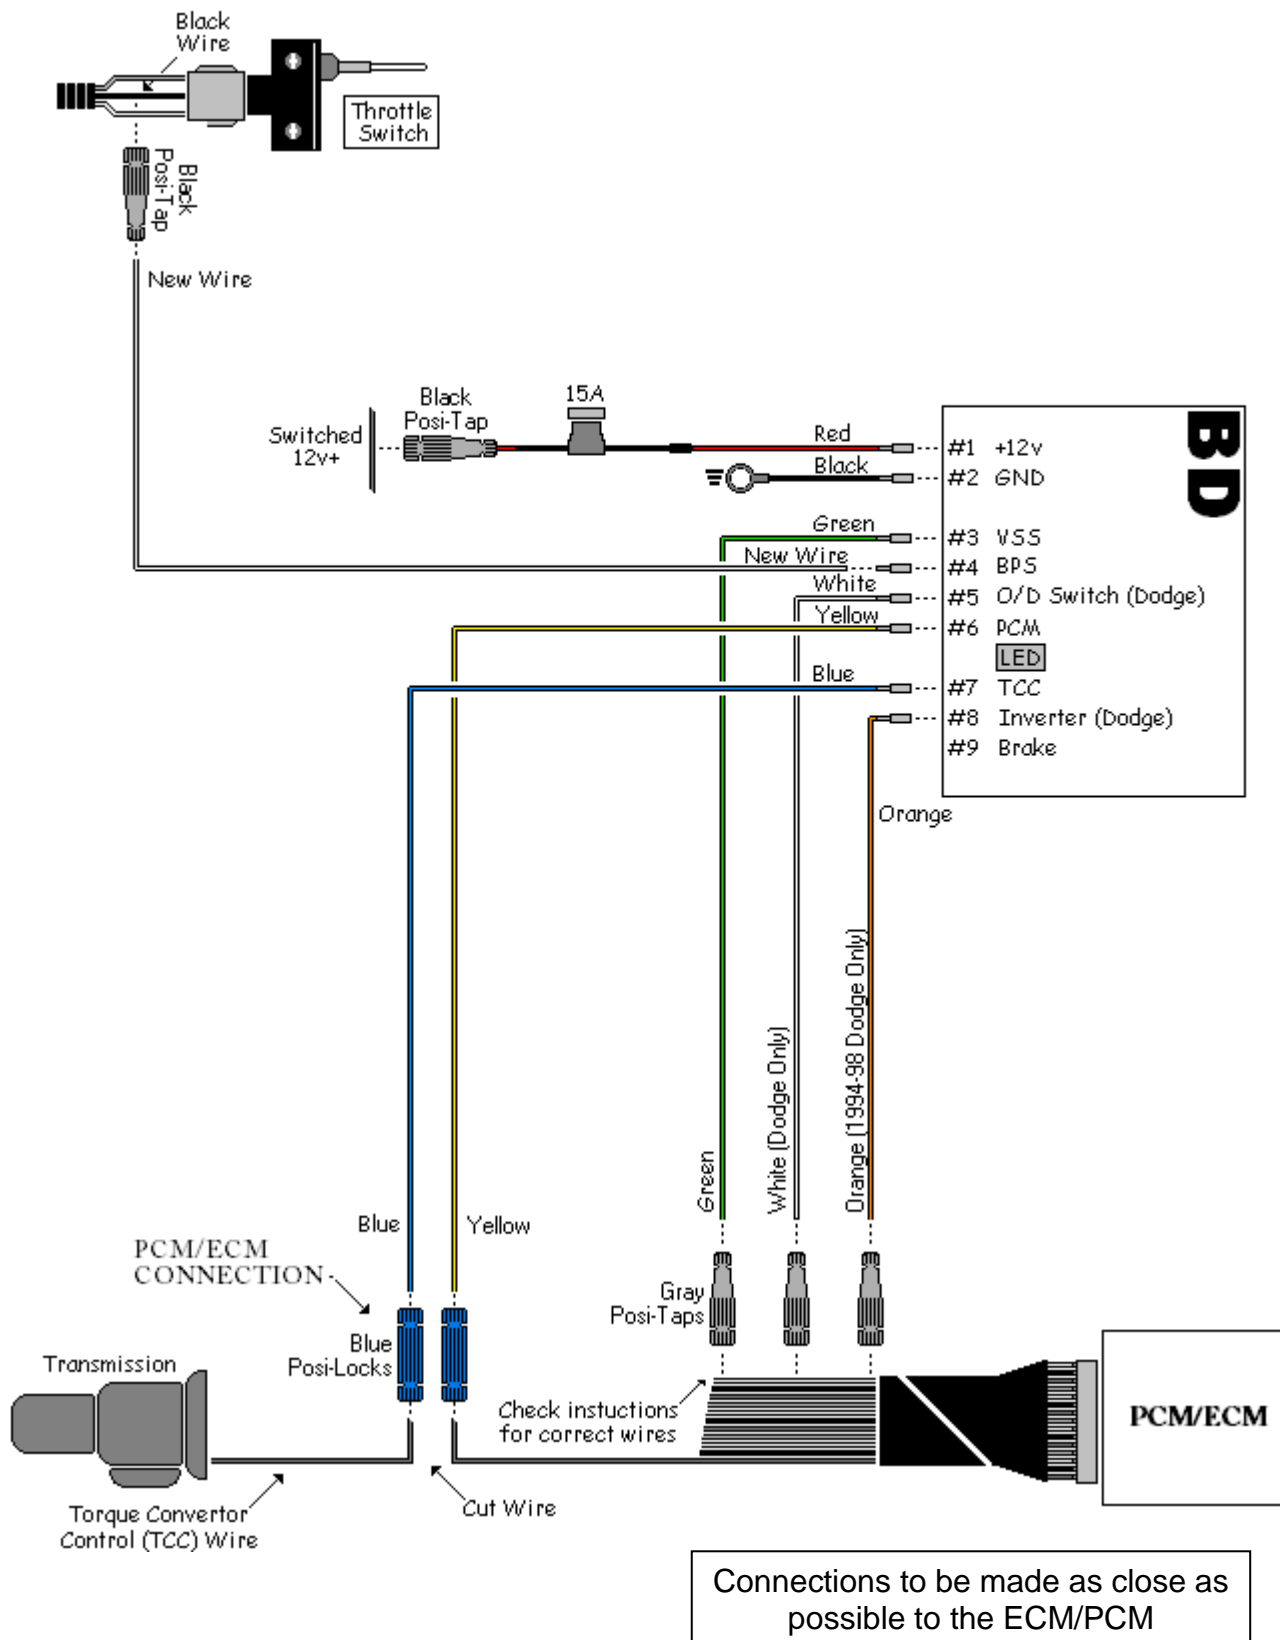 Black
Wire
Throttle
Switch
Black
Posi-Tap
New Wire
Black
Posi-Tap
15A
Switched
12v+
Red
Black
Green
New Wire
White
Yellow
Blue
BD
#1 +12v
#2 GND
#3 VSS
#4 BPS
#5 O/D Switch (Dodge)
#6 PCM
LED
#7 TCC
#8 Inverter (Dodge)
#9 Brake
Orange
Green
White (Dodge Only)
Orange (1994-98 Dodge Only)
Blue
Yellow
PCM/ECM
CONNECTION
Blue
Posi-Locks
Gray
Posi-Taps
Transmission
Check instuctions
for correct wires
PCM/ECM
Torque Convertor
Control (TCC) Wire
Cut Wire
Connections to be made as close as
possible to the ECM/PCM